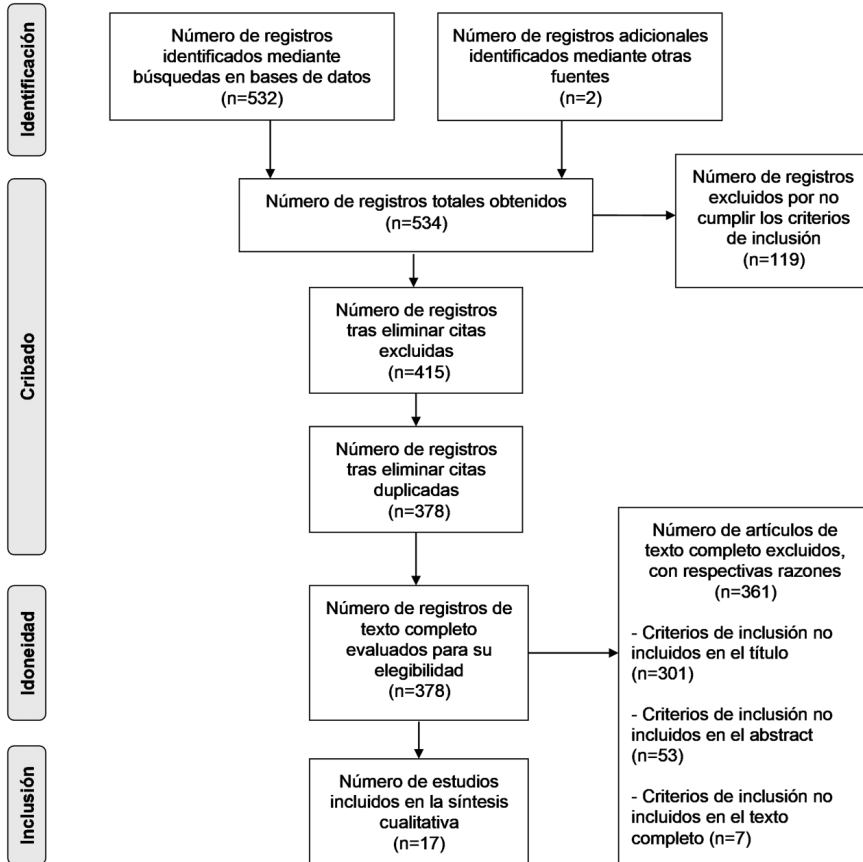 Identificación
Número de registros
identificados mediante
búsquedas en bases de datos
(n=532)
Número de registros adicionales
identificados mediante otras
fuentes
(n=2)
Cribado
Número de registros totales obtenidos
(n=534)
Número de registros
excluidos por no
cumplir los criterios
de inclusión
(n=119)
Número de registros
tras eliminar citas
excluidas
(n=415)
Número de registros
tras eliminar citas
duplicadas
(n=378)
Idoneidad
Número de registros de
texto completo
evaluados para su
elegibilidad
(n=378)
Número de artículos de
texto completo excluidos,
con respectivas razones
(n=361)
- Criterios de inclusión no
incluidos en el título
(n=301)
- Criterios de inclusión no
incluidos en el abstract
(n=53)
- Criterios de inclusión no
incluidos en el texto
completo (n=7)
Inclusión
Número de estudios
incluidos en la síntesis
cualitativa
(n=17)